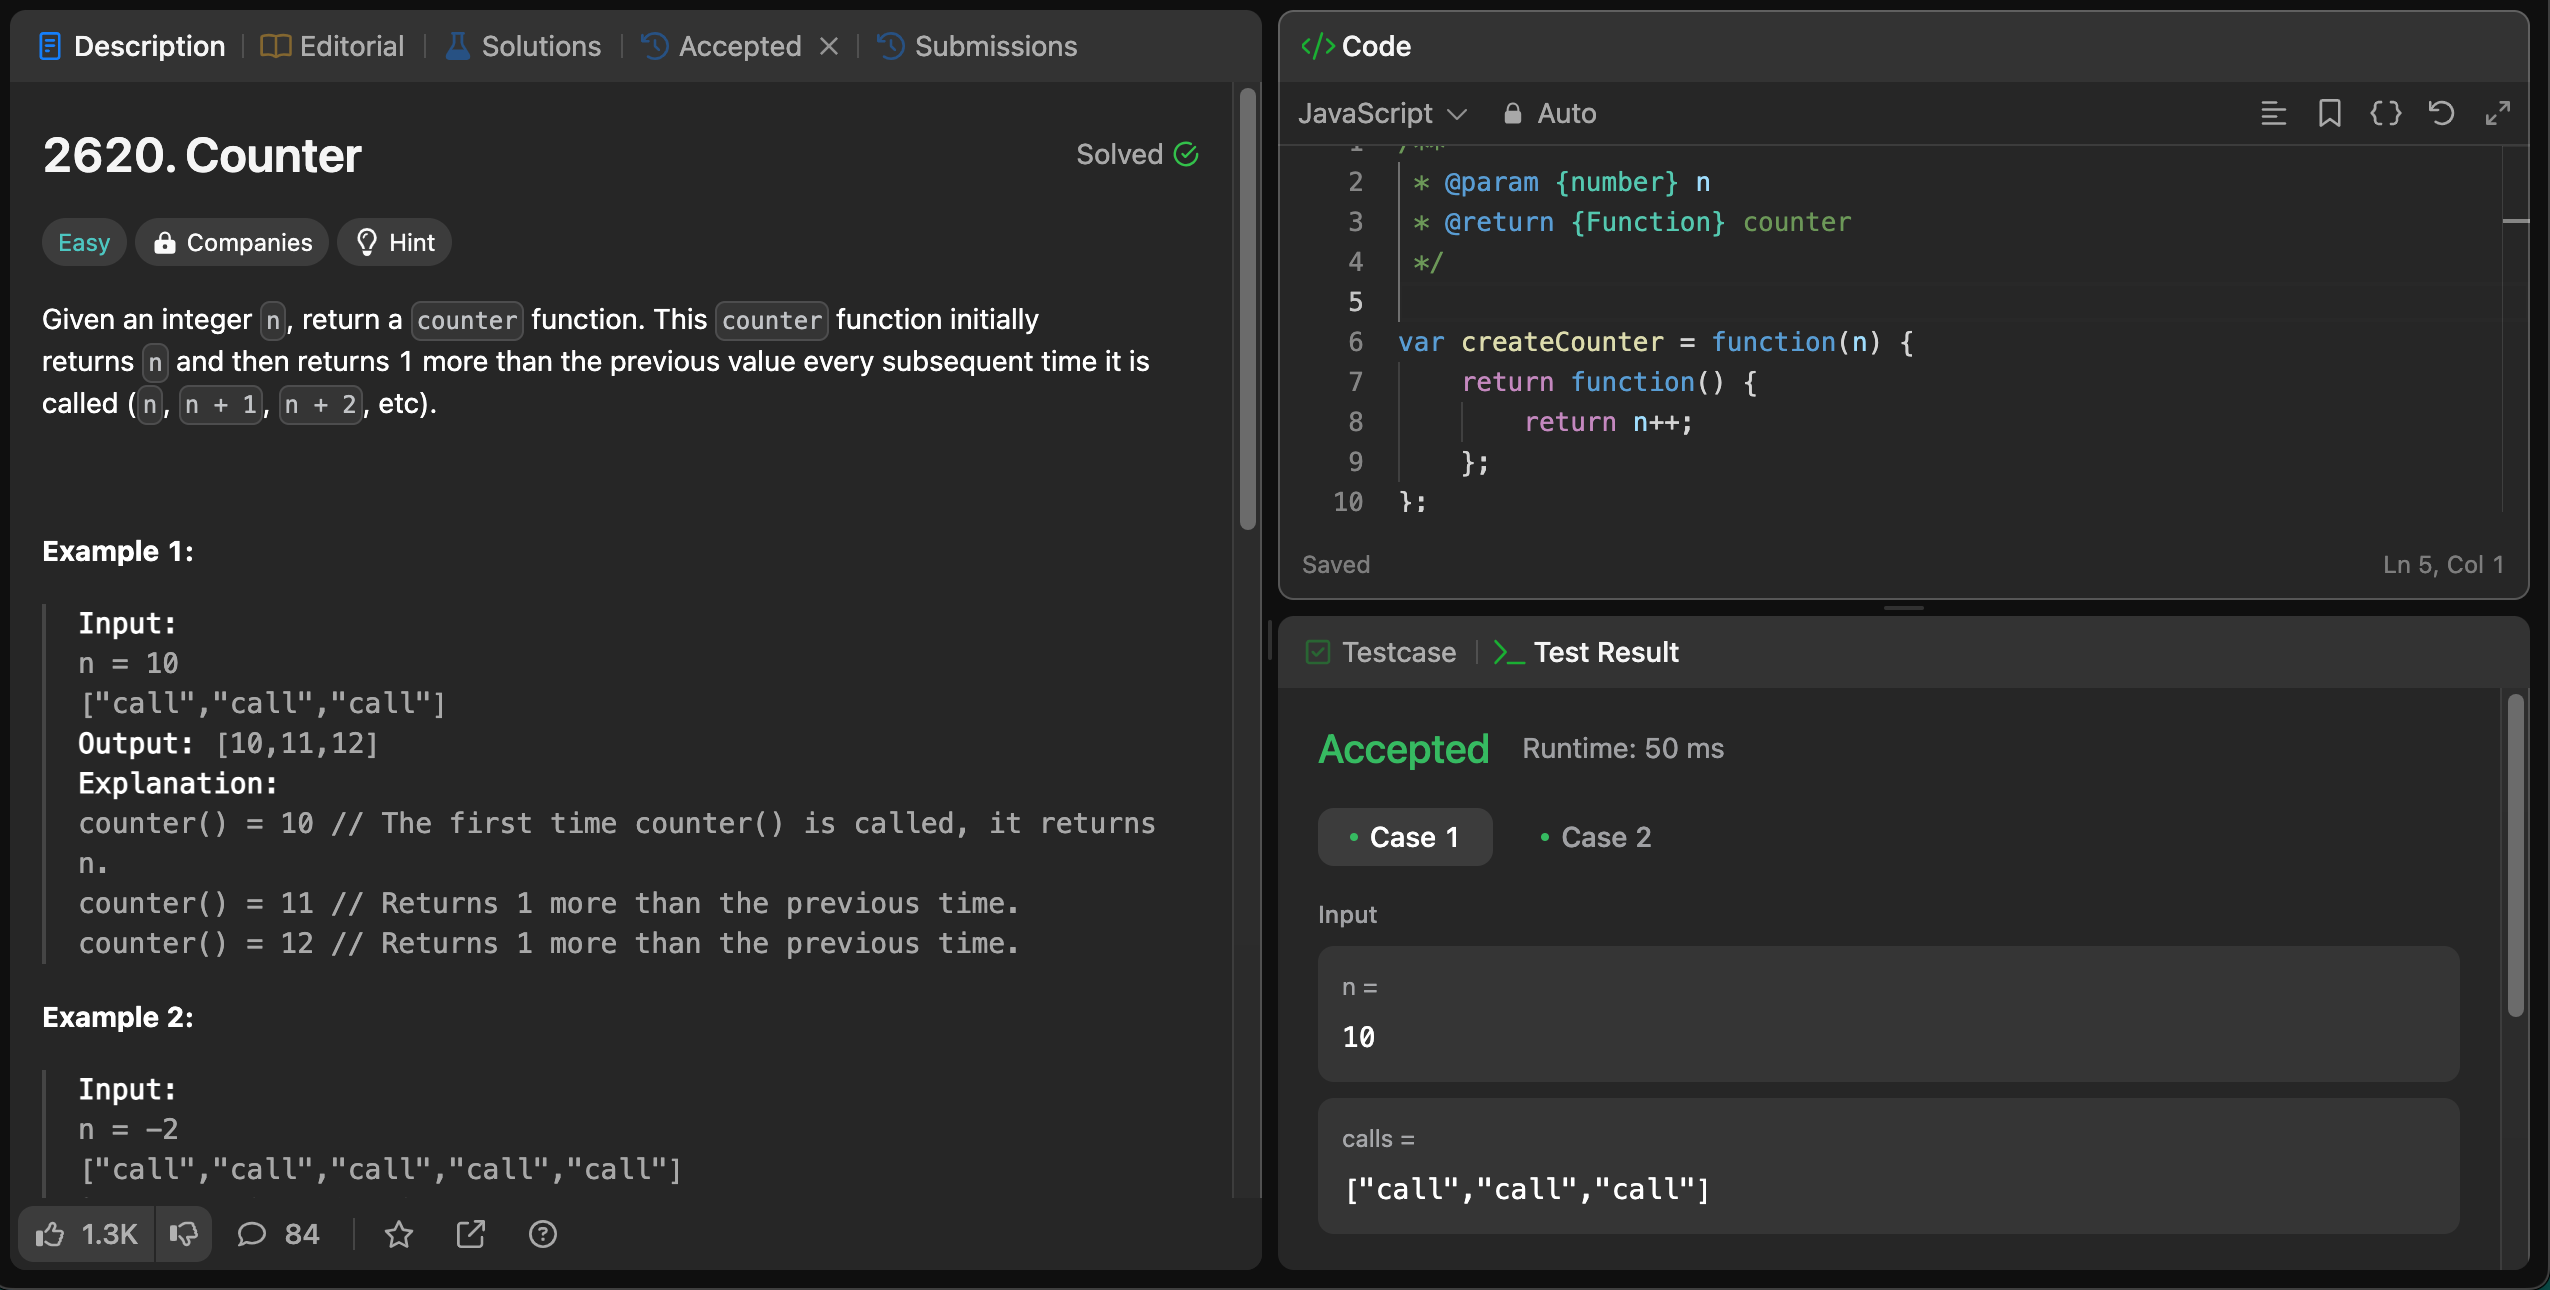 Description
Editorial
Solutions
Accepted
Submissions
2620. Counter
Solved
Easy
Companies
Hint
Given an integer n, return a counter function. This counter function initially
returns n and then returns 1 more than the previous value every subsequent time it is
called (n, n + 1, n + 2, etc).
Example 1:
Input:
n = 10
["call","call","call"]
Output: [10,11,12]
Explanation:
counter() = 10 // The first time counter() is called, it returns
n.
counter() = 11 // Returns 1 more than the previous time.
counter() = 12 // Returns 1 more than the previous time.
Example 2:
Input:
n = -2
["call","call","call","call","call"]
1.3K
84
</> Code
JavaScript
Auto
1 /**
2 * @param {number} n
3 * @return {Function} counter
4 */
5
6 var createCounter = function(n) {
7 return function() {
8 return n++;
9 };
10 };
Saved
Ln 5, Col 1
Testcase
>_ Test Result
Accepted
Runtime: 50 ms
Case 1
Case 2
Input
n =
10
calls =
["call","call","call"]